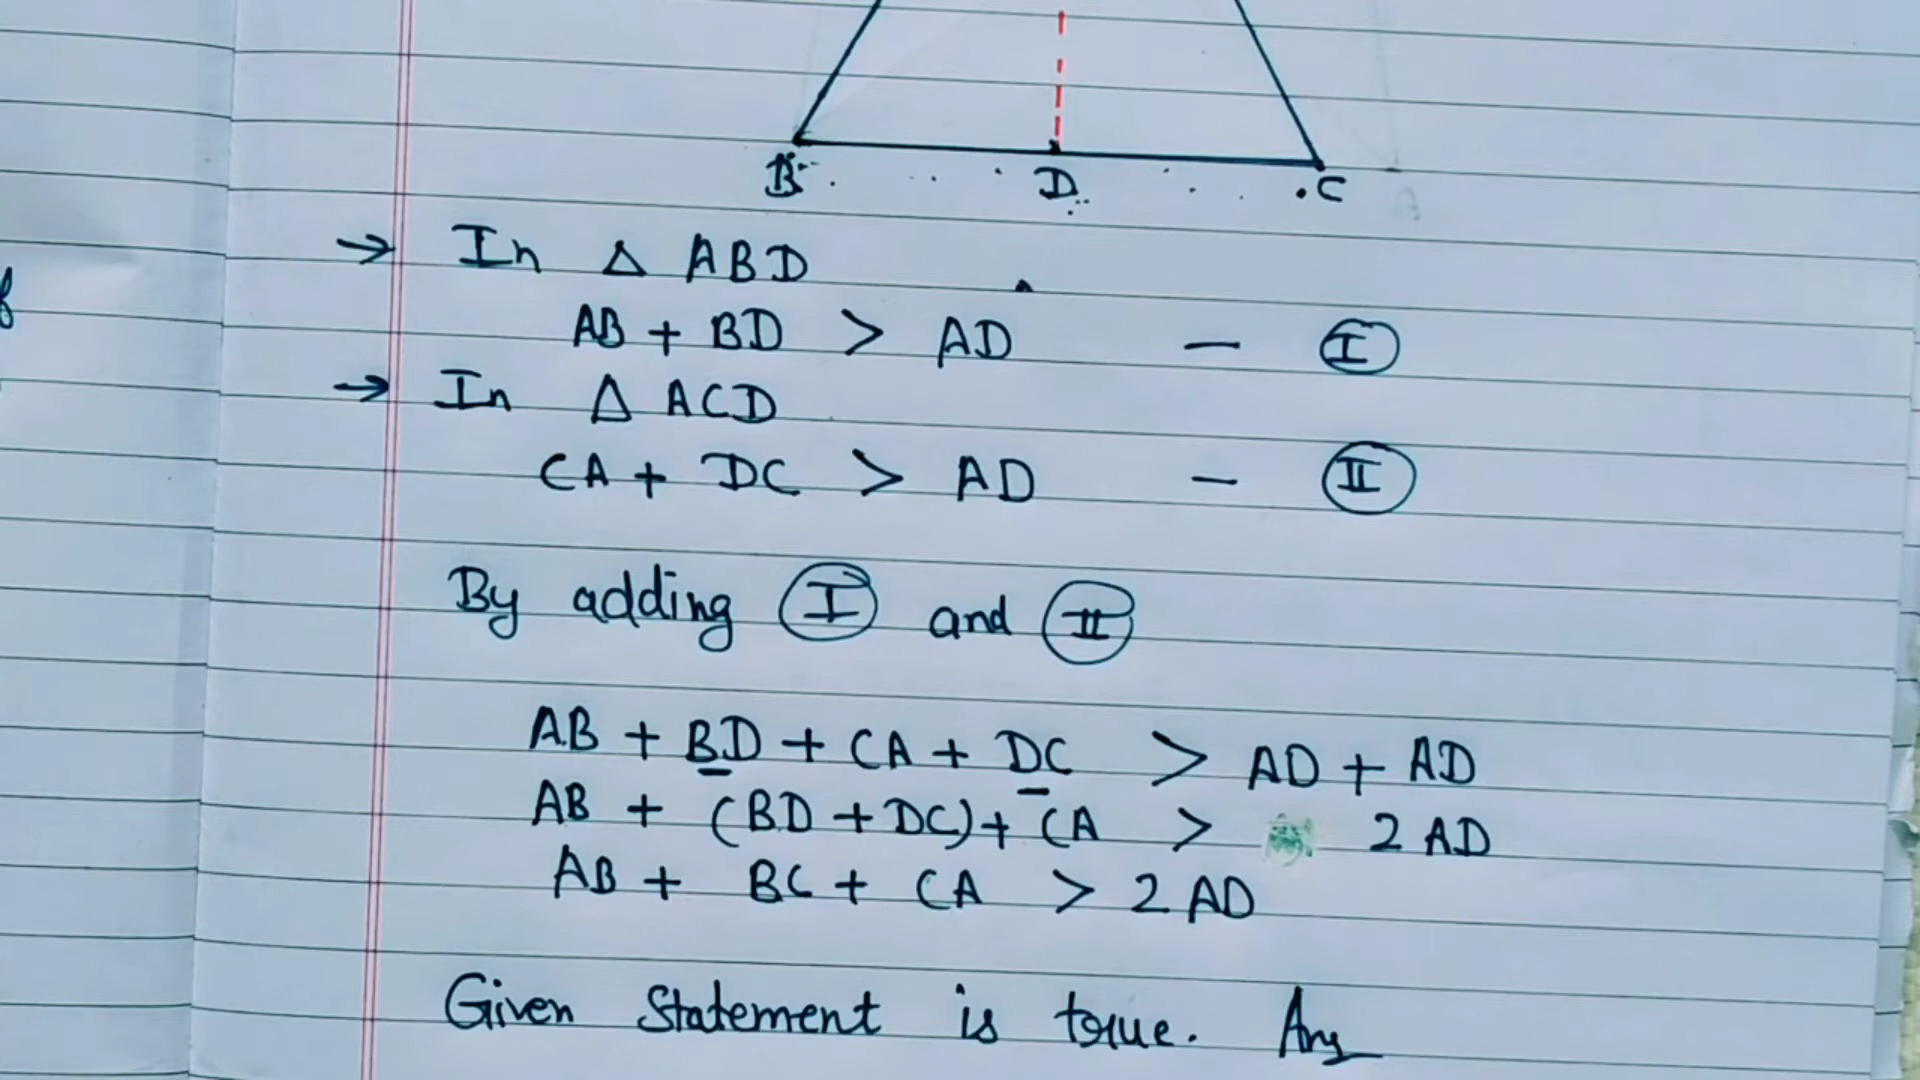 B D C
→ In △ ABD
AB + BD > AD - I
→ In △ ACD
CA + DC > AD - II
By adding I and II
AB + BD + CA + DC > AD + AD
AB + (BD + DC) + CA > 2 AD
AB + BC + CA > 2 AD
Given Statement is true. Ans